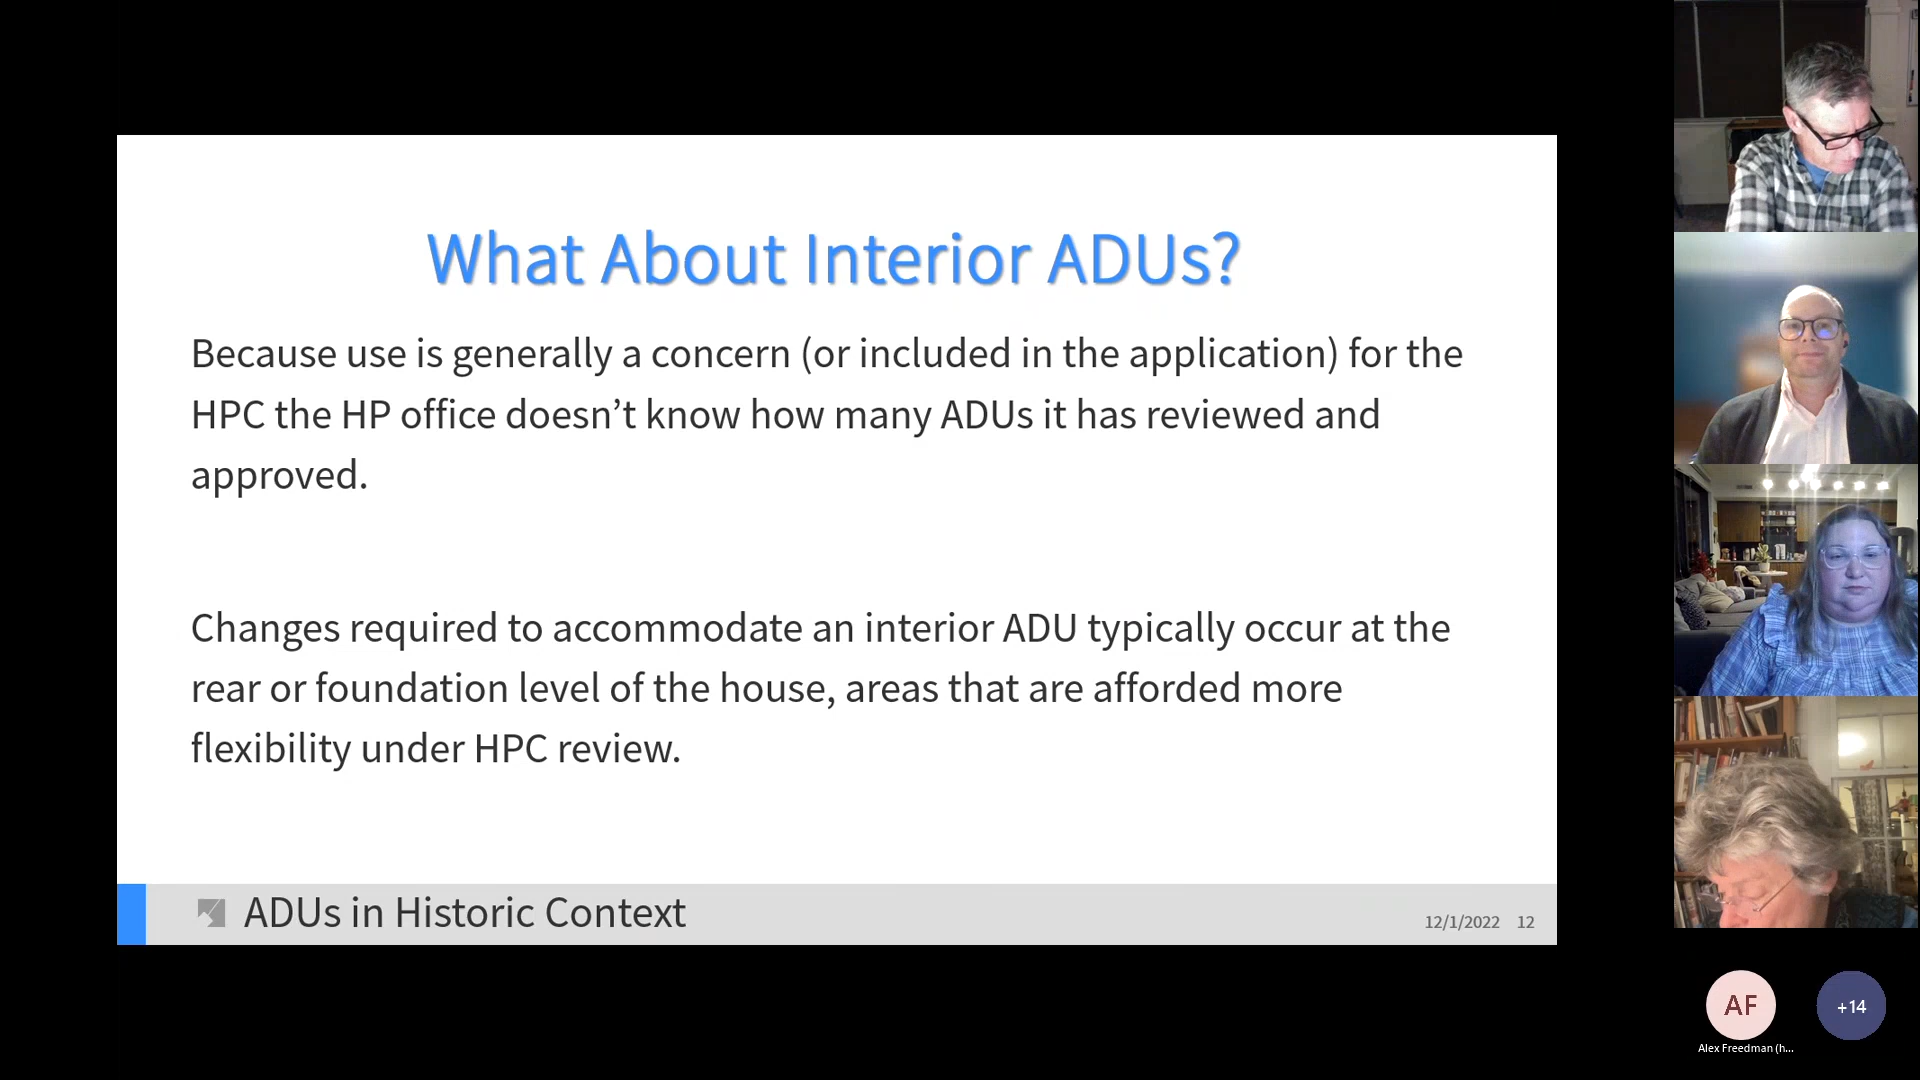 What About Interior ADUs?
Because use is generally a concern (or included in the application) for the
HPC the HP office doesn’t know how many ADUs it has reviewed and
approved.
Changes required to accommodate an interior ADU typically occur at the
rear or foundation level of the house, areas that are afforded more
flexibility under HPC review.
ADUs in Historic Context
12/1/2022 12
AF
+14
Alex Freedman (h...